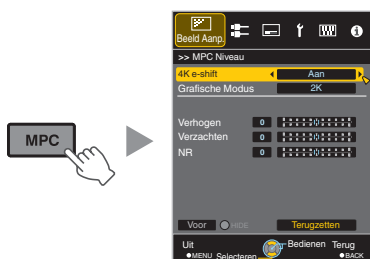 Beeld Aanp.
>> MPC Niveau
4K e-shift Aan
Grafische Modus 2K
Verhogen 0
Verzachten 0
NR 0
MPC
Voor HIDE Terugzetten
Uit Bedienen Terug
MENU Selecteren BACK